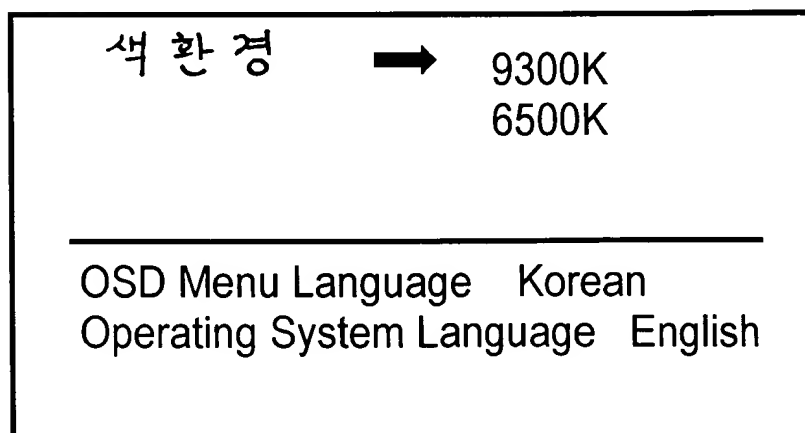 색환경 ➡ 9300K
6500K
OSD Menu Language Korean
Operating System Language English